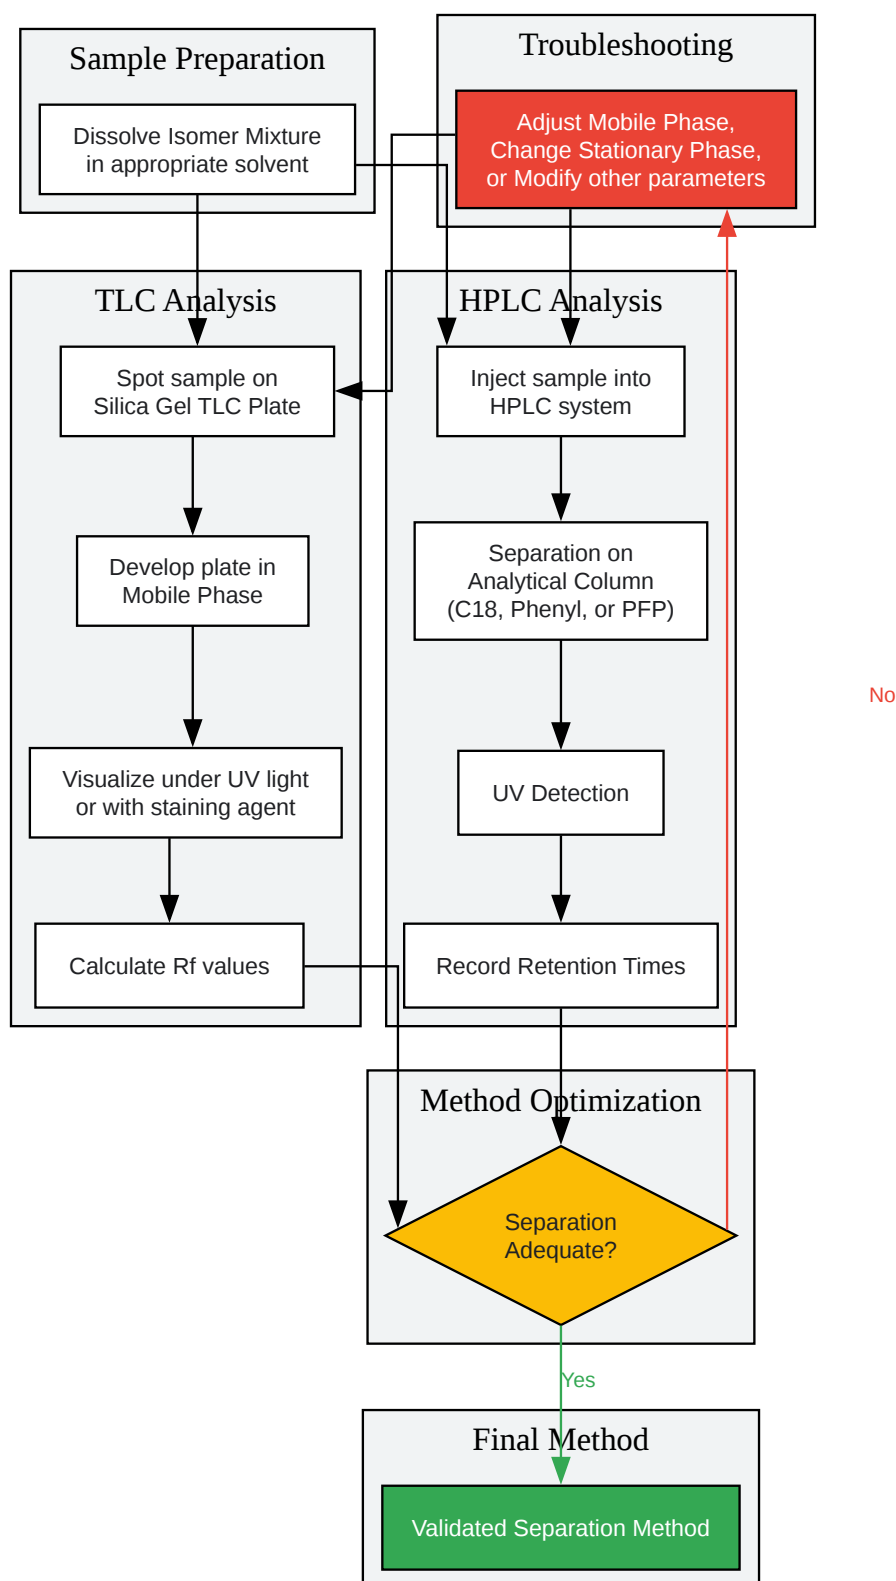 Sample Preparation
Dissolve Isomer Mixture
in appropriate solvent
Troubleshooting
Adjust Mobile Phase,
Change Stationary Phase,
or Modify other parameters
TLC Analysis
Spot sample on
Silica Gel TLC Plate
Develop plate in
Mobile Phase
Visualize under UV light
or with staining agent
Calculate Rf values
HPLC Analysis
Inject sample into
HPLC system
Separation on
Analytical Column
(C18, Phenyl, or PFP)
UV Detection
Record Retention Times
No
Method Optimization
Separation
Adequate?
Yes
Final Method
Validated Separation Method